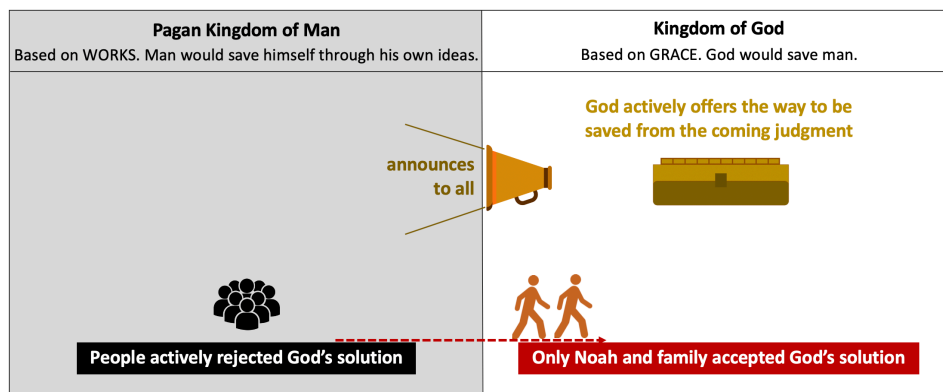 Pagan Kingdom of Man
Based on WORKS. Man would save himself through his own ideas.
Kingdom of God
Based on GRACE. God would save man.
God actively offers the way to be
saved from the coming judgment
announces
to all
People actively rejected God’s solution
Only Noah and family accepted God’s solution